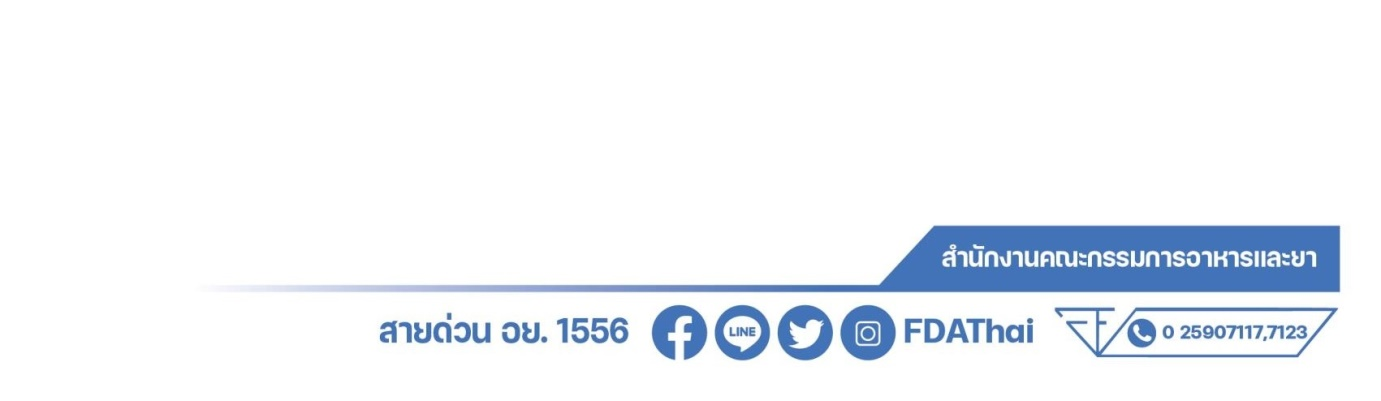 สำนักงานคณะกรรมการอาหารและยา
สายด่วน อย. 1556 LINE FDAThai 0 25907117,7123